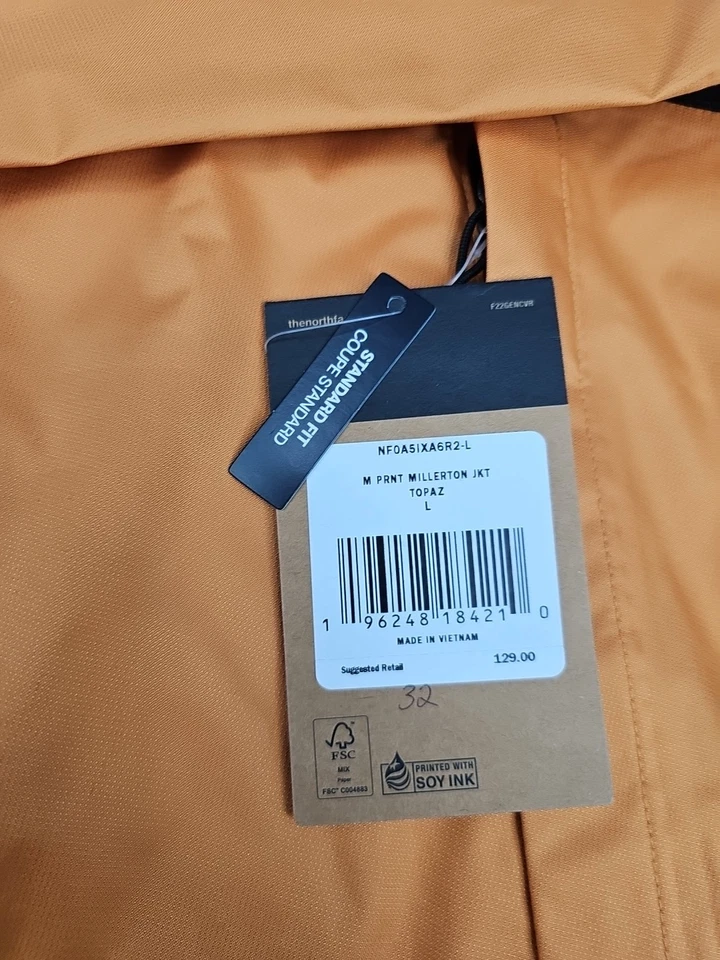 thenorthfa
F22GENCVR
STANDARD FIT
COUPE STANDARD
NF0A5IXA6R2-L
M PRNT MILLERTON JKT
TOPAZ
L
1 96248 18421 0
MADE IN VIETNAM
Suggested Retail 129.00
32
FSC
MIX
Paper
FSC® C004683
PRINTED WITH
SOY INK